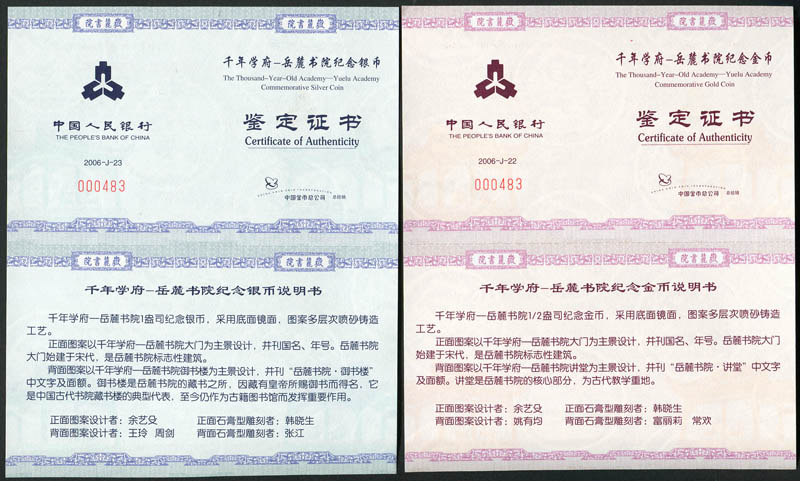 嶽麓書院
嶽麓書院
中国人民银行
THE PEOPLE'S BANK OF CHINA
2006-J-23
000483
千年学府—岳麓书院纪念银币
The Thousand-Year-Old Academy—Yuelu Academy
Commemorative Silver Coin
鉴定证书
Certificate of Authenticity
CHINA GOLD COIN INCORPORATION
中国金币总公司 总经销
嶽麓書院
嶽麓書院
千年学府—岳麓书院纪念银币说明书
千年学府—岳麓书院1盎司纪念银币，采用底面镜面，图案多层次喷砂铸造
工艺。
正面图案以千年学府—岳麓书院大门为主景设计，并刊国名、年号。岳麓书院
大门始建于宋代，是岳麓书院标志性建筑。
背面图案以千年学府—岳麓书院御书楼为主景设计，并刊“岳麓书院·御书楼”
中文字及面额。御书楼是岳麓书院的藏书之所，因藏有皇帝所赐御书而得名，它
是中国古代书院藏书楼的典型代表，至今仍作为古籍图书馆而发挥重要作用。
正面图案设计者：余艺殳 正面石膏型雕刻者：韩晓生
背面图案设计者：王玲 周剑 背面石膏型雕刻者：张江
嶽麓書院
嶽麓書院
中国人民银行
THE PEOPLE'S BANK OF CHINA
2006-J-22
000483
千年学府—岳麓书院纪念金币
The Thousand-Year-Old Academy—Yuelu Academy
Commemorative Gold Coin
鉴定证书
Certificate of Authenticity
CHINA GOLD COIN INCORPORATION
中国金币总公司 总经销
嶽麓書院
嶽麓書院
千年学府—岳麓书院纪念金币说明书
千年学府—岳麓书院1/2盎司纪念金币，采用底面镜面，图案多层次喷砂铸造
工艺。
正面图案以千年学府—岳麓书院大门为主景设计，并刊国名、年号。岳麓书院大门
始建于宋代，是岳麓书院标志性建筑。
背面图案以千年学府—岳麓书院讲堂为主景设计，并刊“岳麓书院·讲堂”中文字
及面额。讲堂是岳麓书院的核心部分，为古代教学重地。
正面图案设计者：余艺殳 正面石膏型雕刻者：韩晓生
背面图案设计者：姚有均 背面石膏型雕刻者：富丽莉 常欢